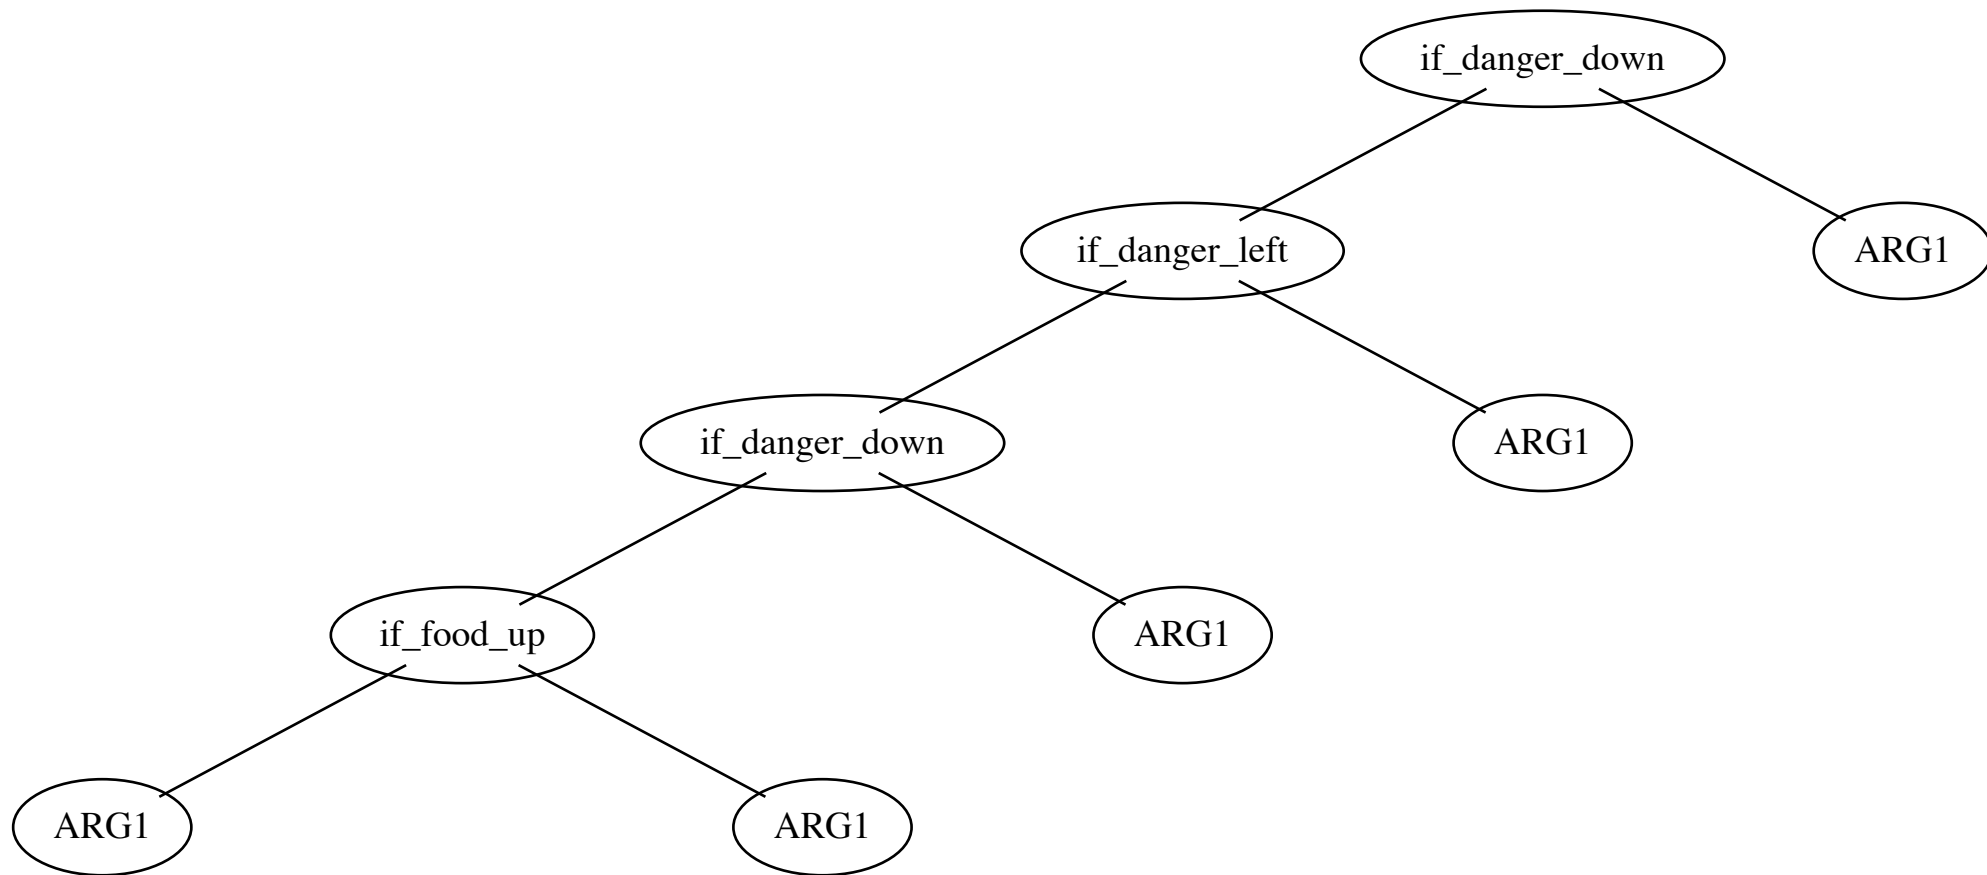 if_danger_down
if_danger_left
ARG1
if_danger_down
ARG1
if_food_up
ARG1
ARG1
ARG1